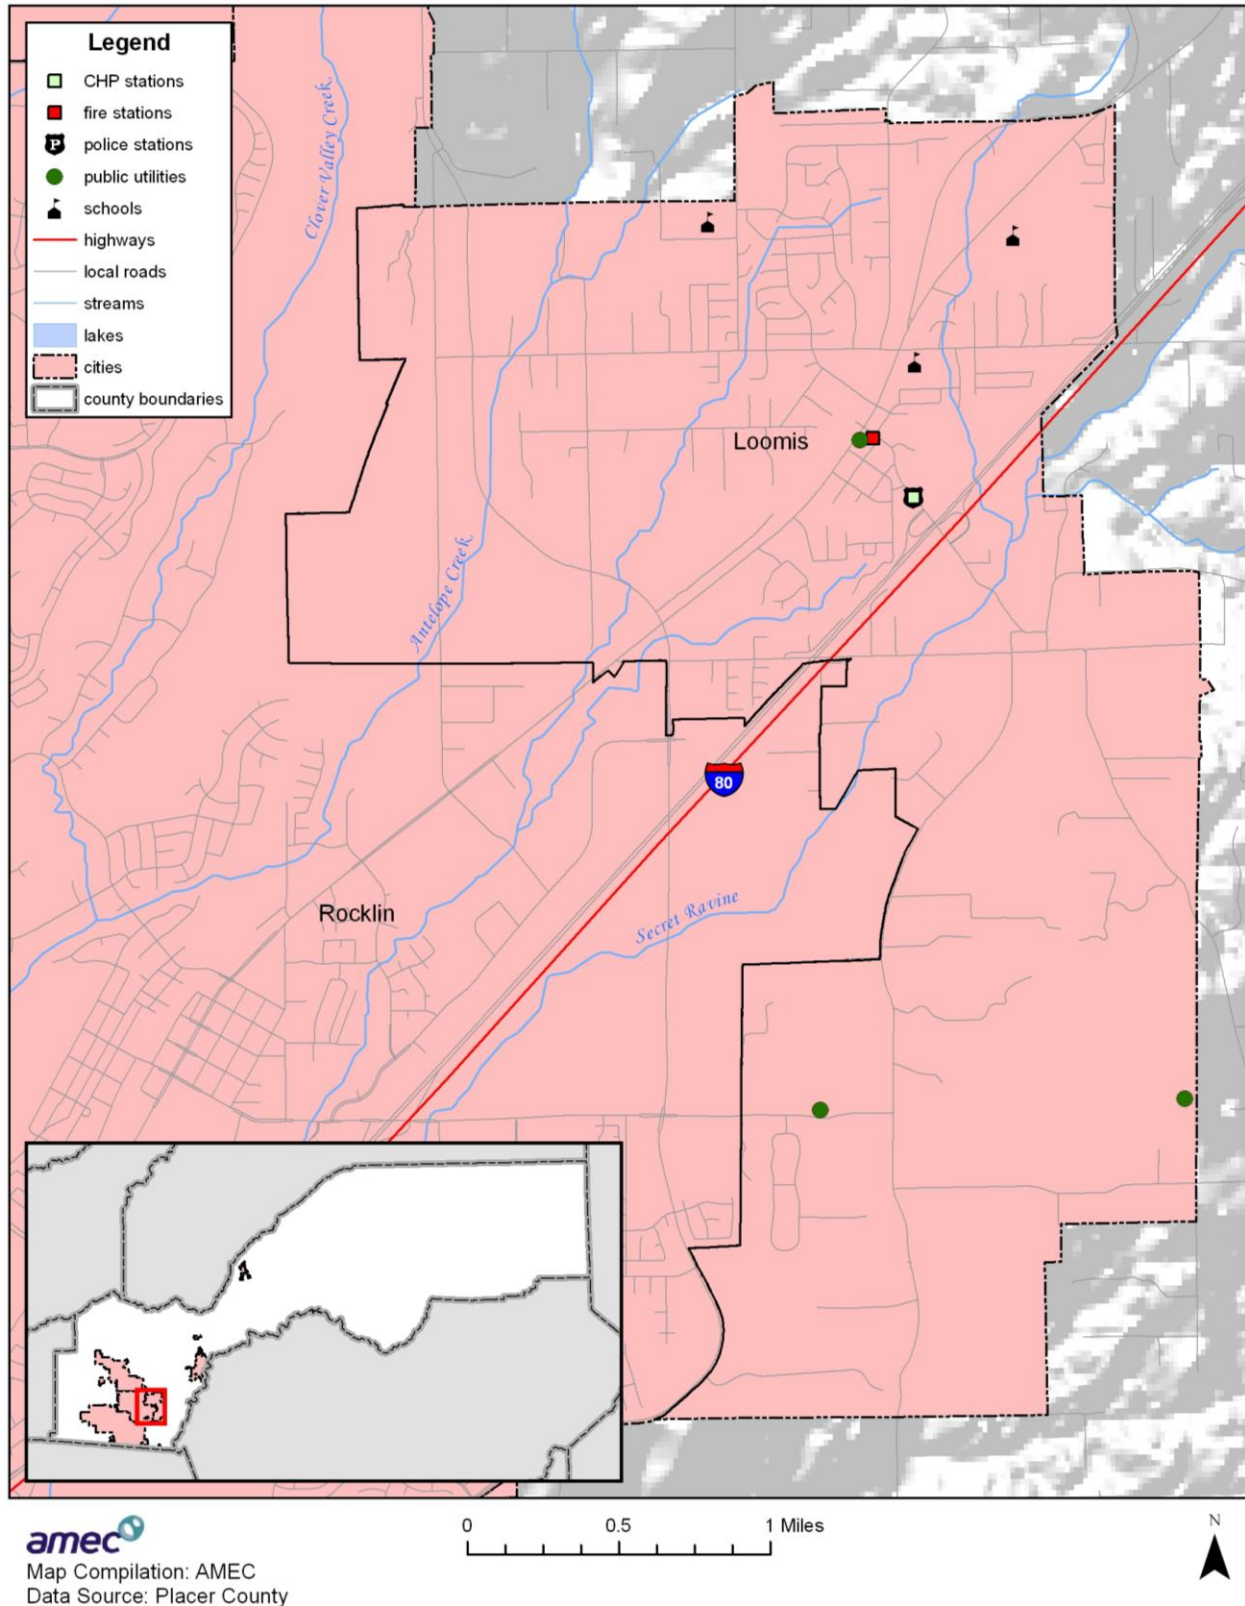 Legend
CHP stations
fire stations
P
police stations
public utilities
schools
highways
local roads
streams
lakes
cities
county boundaries
Clover Valley Creek
Loomis
Antelope Creek
80
Secret Ravine
Rocklin
amec
Map Compilation: AMEC
Data Source: Placer County
0 0.5 1 Miles
N